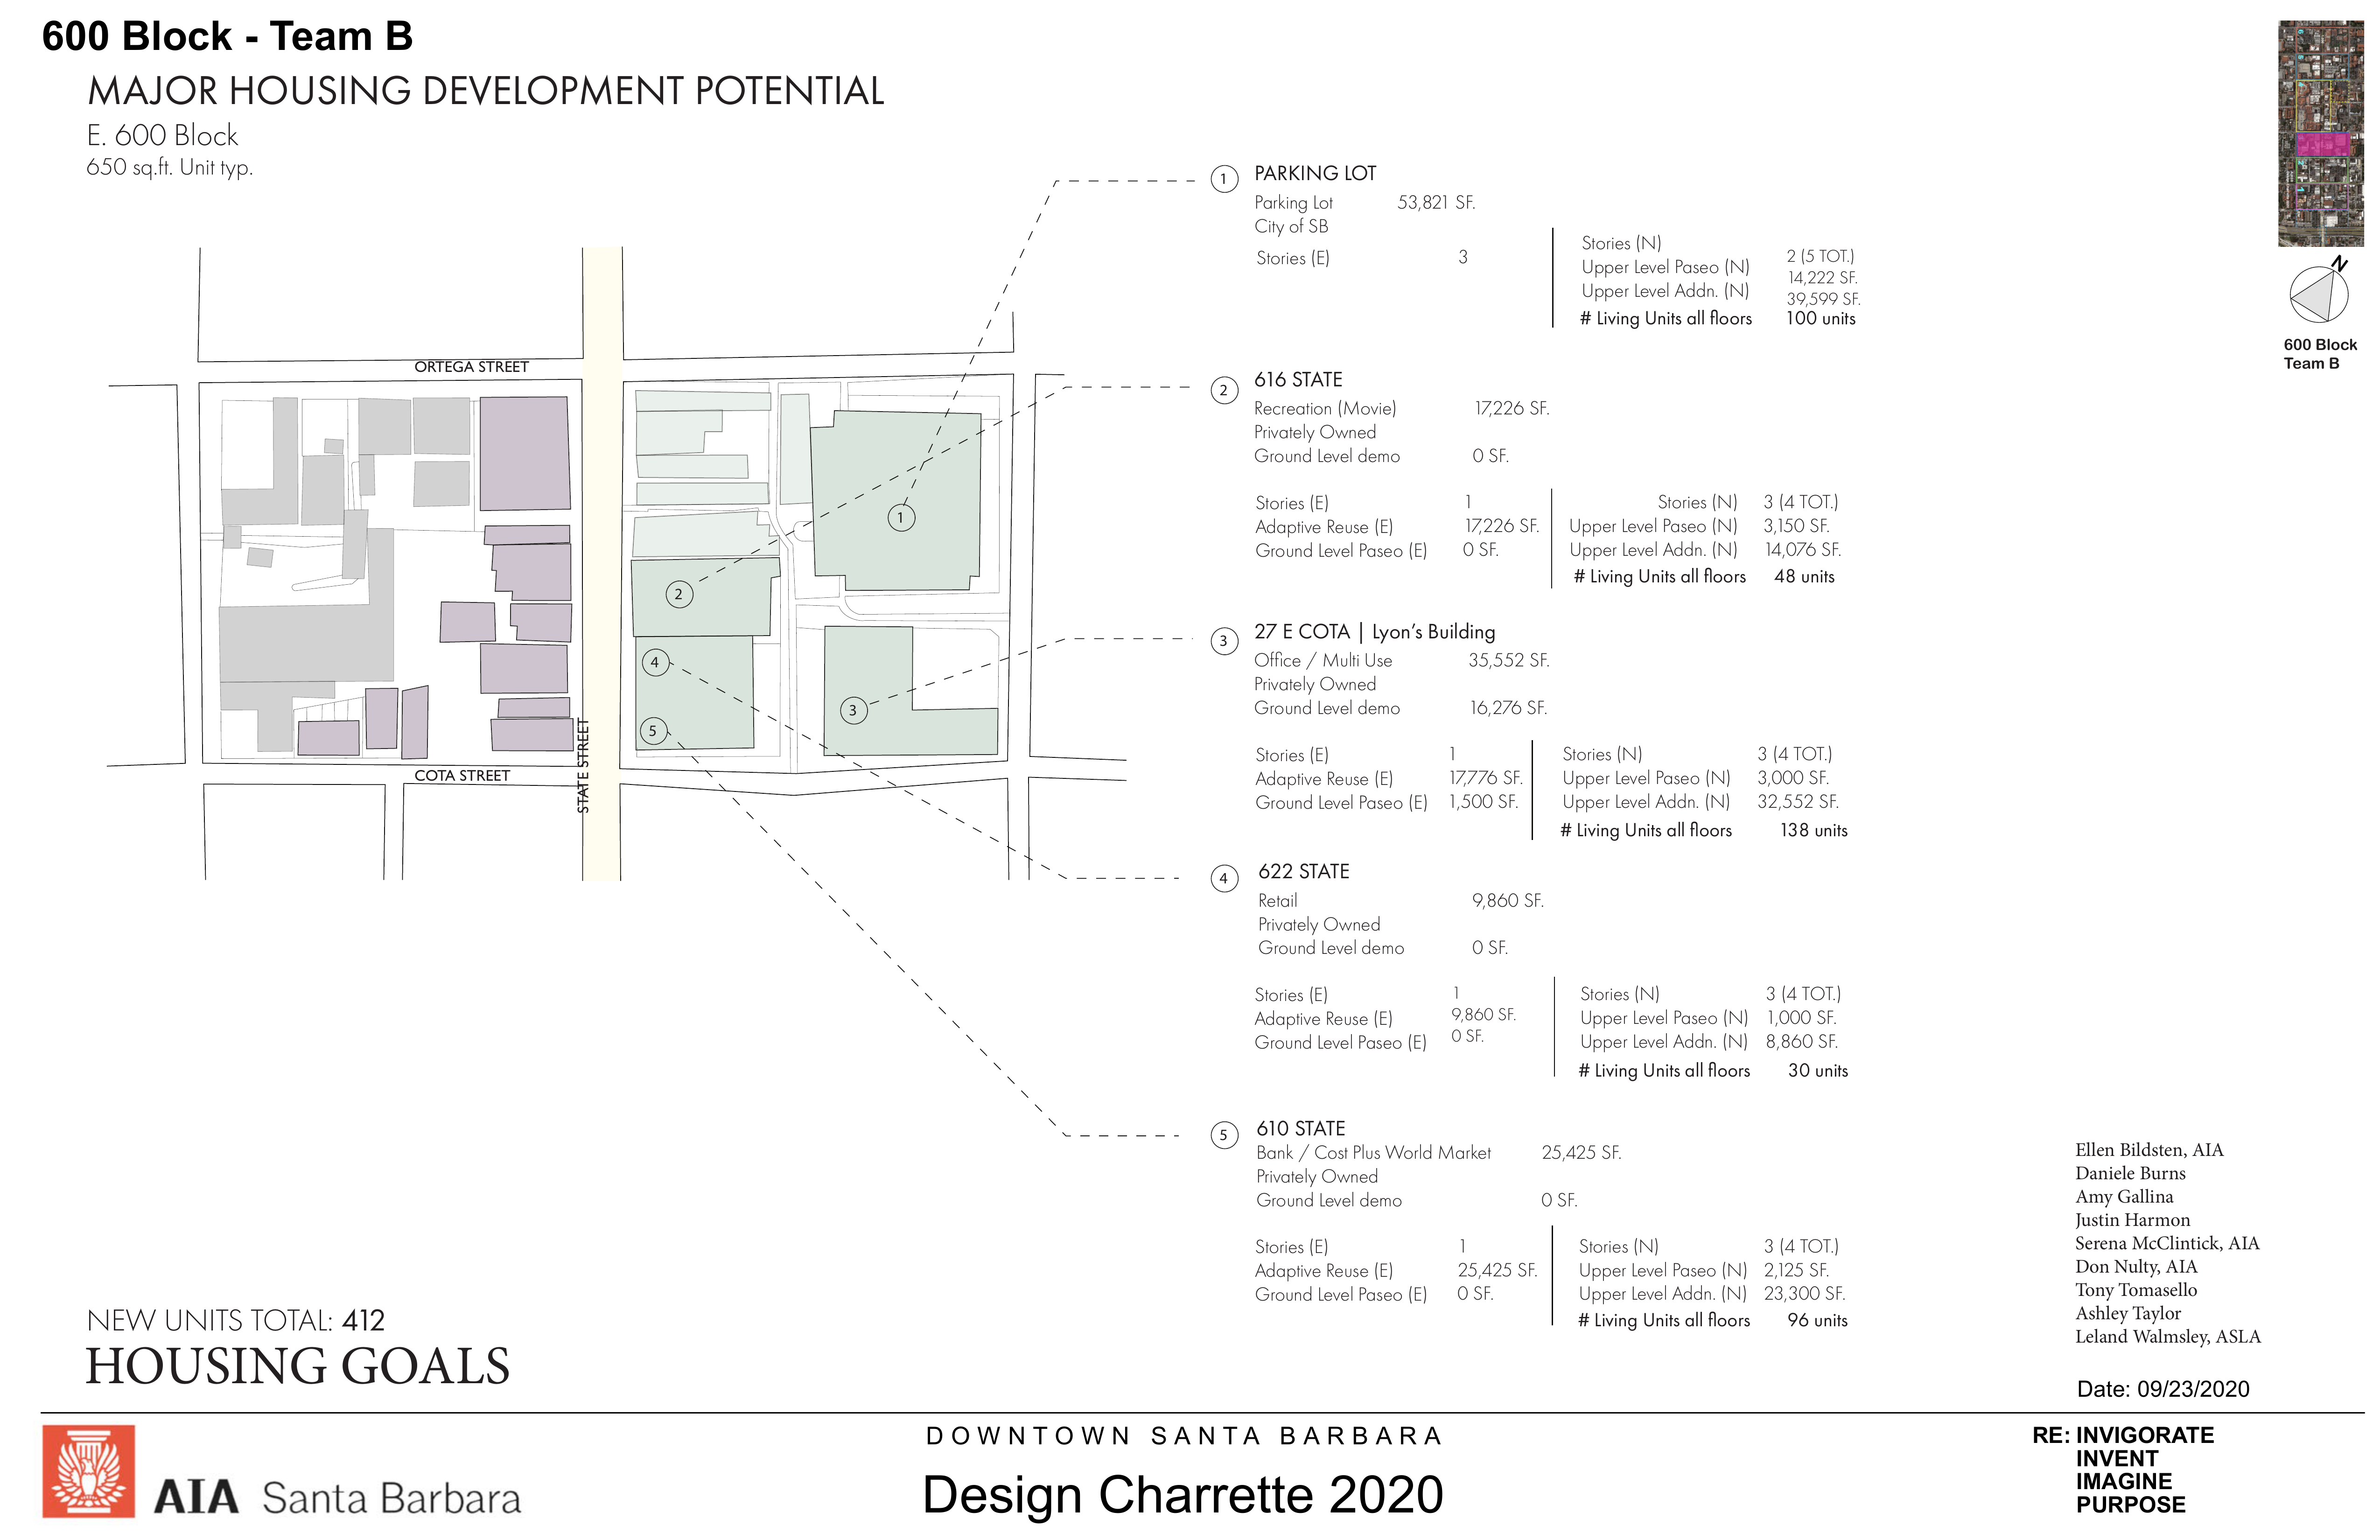 600 Block - Team B
MAJOR HOUSING DEVELOPMENT POTENTIAL
E. 600 Block
650 sq.ft. Unit typ.
N
600 Block
Team B
ORTEGA STREET
COTA STREET
STATE STREET
1
2
4
3
5
1 PARKING LOT
Parking Lot 53,821 SF.
City of SB
Stories (E) 3
Stories (N) 2 (5 TOT.)
Upper Level Paseo (N) 14,222 SF.
Upper Level Addn. (N) 39,599 SF.
# Living Units all floors 100 units
2 616 STATE
Recreation (Movie) 17,226 SF.
Privately Owned
Ground Level demo 0 SF.
Stories (E) 1
Adaptive Reuse (E) 17,226 SF.
Ground Level Paseo (E) 0 SF.
Stories (N) 3 (4 TOT.)
Upper Level Paseo (N) 3,150 SF.
Upper Level Addn. (N) 14,076 SF.
# Living Units all floors 48 units
3 27 E COTA | Lyon's Building
Office / Multi Use 35,552 SF.
Privately Owned
Ground Level demo 16,276 SF.
Stories (E) 1
Adaptive Reuse (E) 17,776 SF.
Ground Level Paseo (E) 1,500 SF.
Stories (N) 3 (4 TOT.)
Upper Level Paseo (N) 3,000 SF.
Upper Level Addn. (N) 32,552 SF.
# Living Units all floors 138 units
4 622 STATE
Retail 9,860 SF.
Privately Owned
Ground Level demo 0 SF.
Stories (E) 1
Adaptive Reuse (E) 9,860 SF.
Ground Level Paseo (E) 0 SF.
Stories (N) 3 (4 TOT.)
Upper Level Paseo (N) 1,000 SF.
Upper Level Addn. (N) 8,860 SF.
# Living Units all floors 30 units
5 610 STATE
Bank / Cost Plus World Market 25,425 SF.
Privately Owned
Ground Level demo 0 SF.
Stories (E) 1
Adaptive Reuse (E) 25,425 SF.
Ground Level Paseo (E) 0 SF.
Stories (N) 3 (4 TOT.)
Upper Level Paseo (N) 2,125 SF.
Upper Level Addn. (N) 23,300 SF.
# Living Units all floors 96 units
Ellen Bildsten, AIA
Daniele Burns
Amy Gallina
Justin Harmon
Serena McClintick, AIA
Don Nulty, AIA
Tony Tomasello
Ashley Taylor
Leland Walmsley, ASLA
Date: 09/23/2020
NEW UNITS TOTAL: 412
HOUSING GOALS
AIA Santa Barbara
DOWNTOWN SANTA BARBARA
Design Charrette 2020
RE: INVIGORATE
INVENT
IMAGINE
PURPOSE